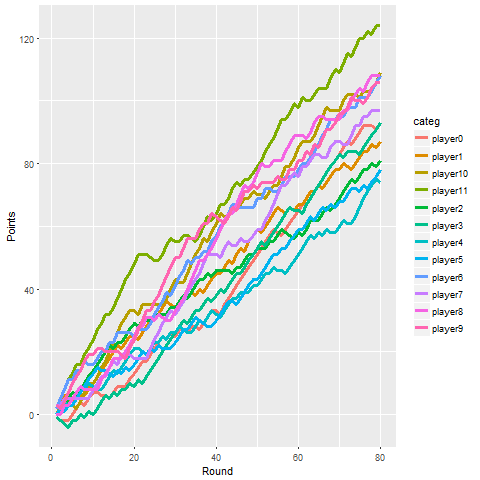 120
80
40
0
Points
0
20
40
60
80
Round
categ
player0
player1
player10
player11
player2
player3
player4
player5
player6
player7
player8
player9